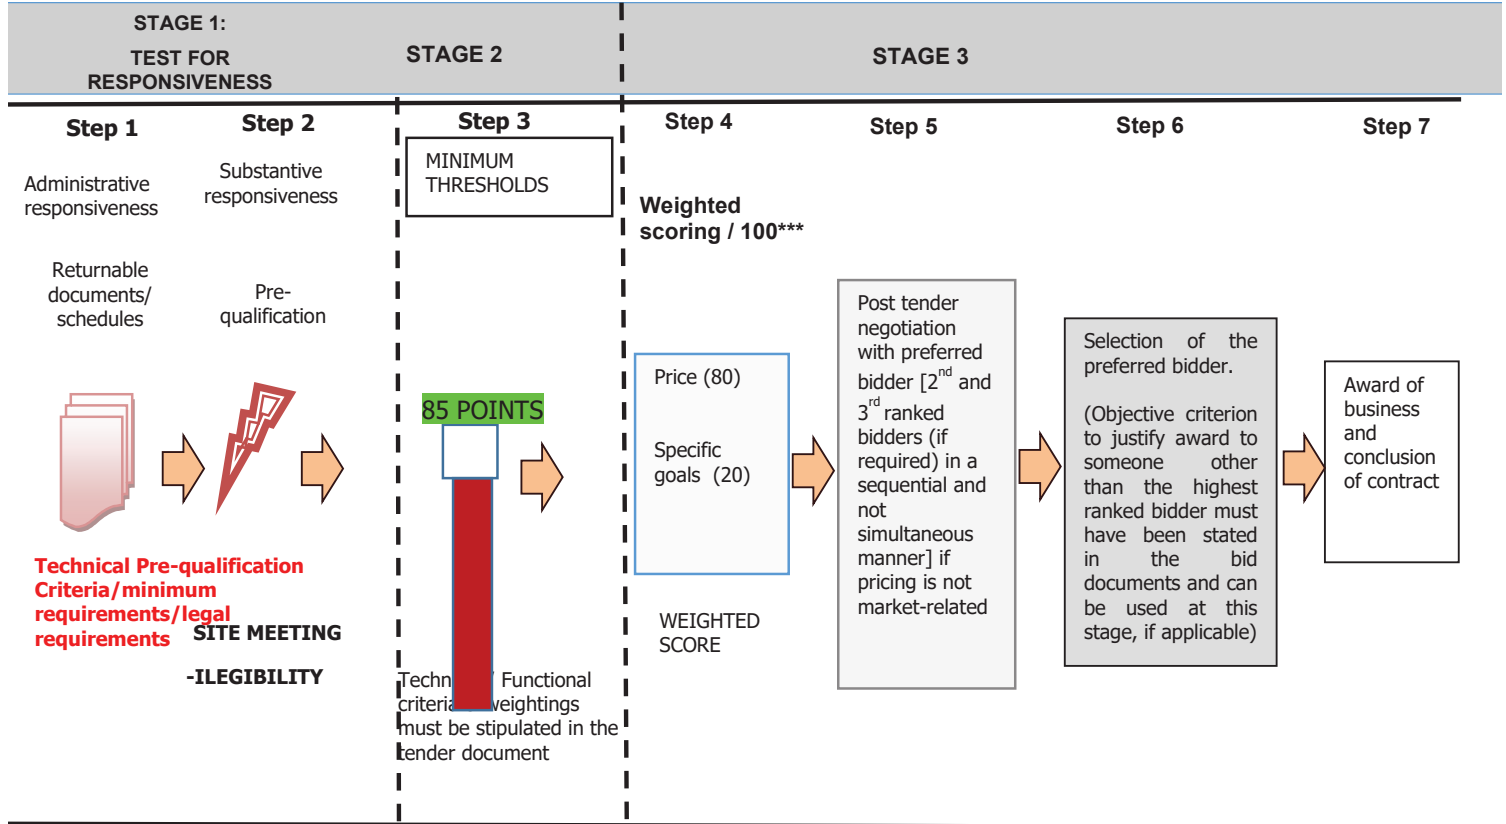 STAGE 1:
TEST FOR
RESPONSIVENESS
STAGE 2
STAGE 3
Step 1
Step 2
Step 3
Step 4
Step 5
Step 6
Step 7
Administrative
responsiveness
Returnable
documents/
schedules
Technical Pre-qualification
Criteria/minimum
requirements/legal
requirements
Substantive
responsiveness
Pre-
qualification
SITE MEETING
-ILEGIBILITY
MINIMUM
THRESHOLDS
85 POINTS
Functional
weightings
must be stipulated in the
tender document
Weighted
scoring / 100***
Price (80)
Specific
goals (20)
WEIGHTED
SCORE
Post tender
negotiation
with preferred
bidder [2nd and
3rd ranked
bidders (if
required) in a
sequential and
not
simultaneous
manner] if
pricing is not
market-related
Selection of the
preferred bidder.
(Objective criterion
to justify award to
someone other
than the highest
ranked bidder must
have been stated
in the bid
documents and can
be used at this
stage, if applicable)
Award of
business
and
conclusion
of contract